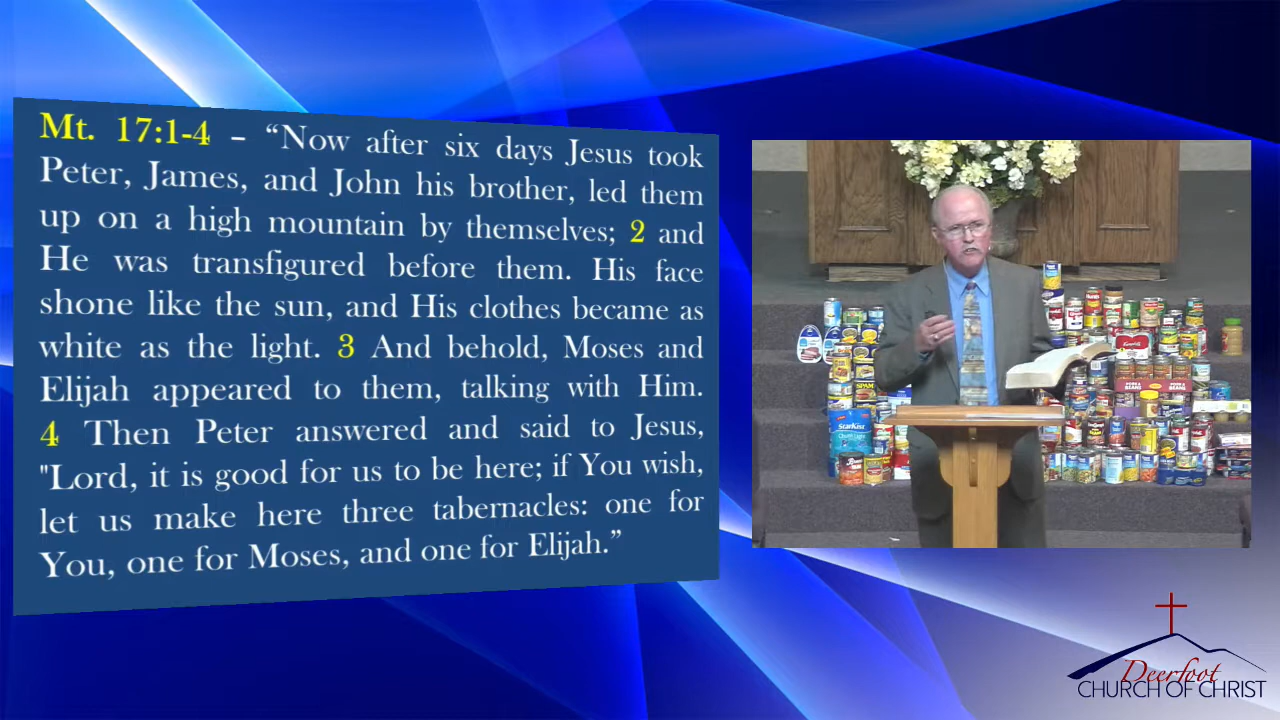 Mt. 17:1-4 – “Now after six days Jesus took
Peter, James, and John his brother, led them
up on a high mountain by themselves; 2 and
He was transfigured before them. His face
shone like the sun, and His clothes became as
white as the light. 3 And behold, Moses and
Elijah appeared to them, talking with Him.
4 Then Peter answered and said to Jesus,
"Lord, it is good for us to be here; if You wish,
let us make here three tabernacles: one for
You, one for Moses, and one for Elijah.”
StarKist
SPAM
Deerfoot
CHURCH OF CHRIST